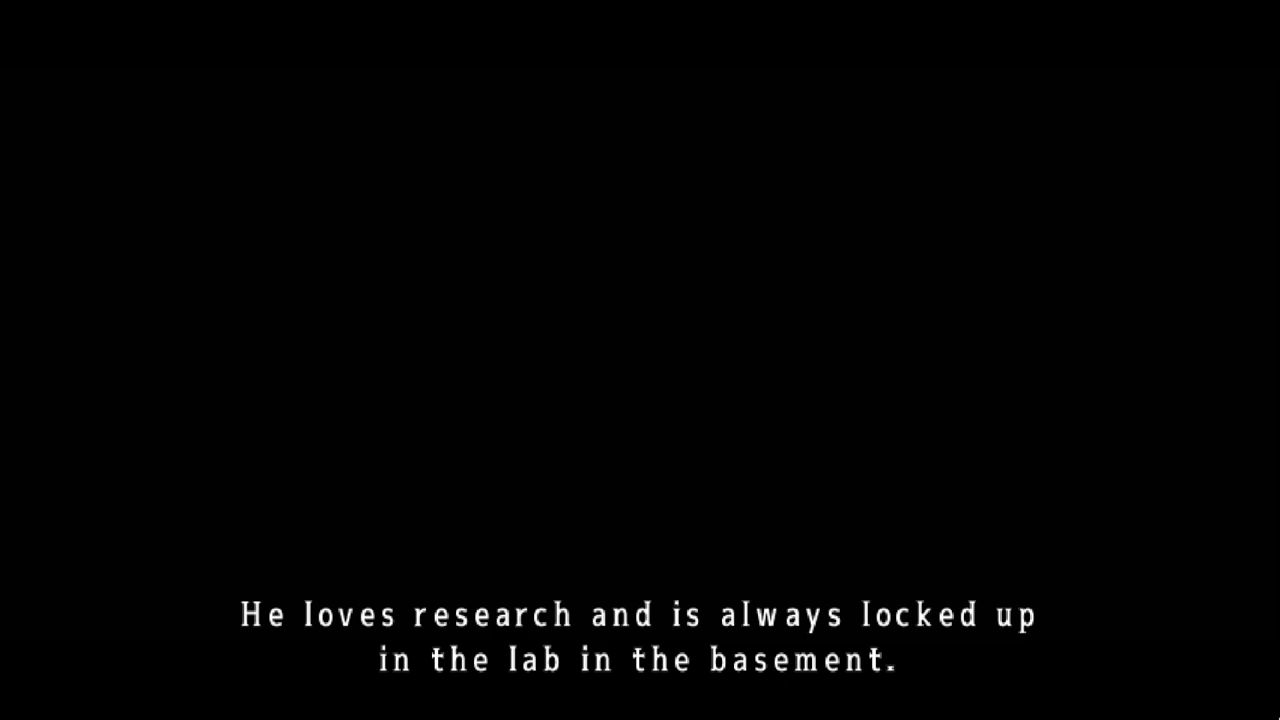 He loves research and is always locked up
in the lab in the basement.